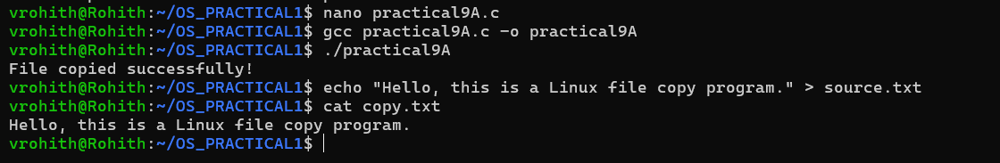 vrohith@Rohith:~/OS_PRACTICAL1$ nano practical9A.c
vrohith@Rohith:~/OS_PRACTICAL1$ gcc practical9A.c -o practical9A
vrohith@Rohith:~/OS_PRACTICAL1$ ./practical9A
File copied successfully!
vrohith@Rohith:~/OS_PRACTICAL1$ echo "Hello, this is a Linux file copy program." > source.txt
vrohith@Rohith:~/OS_PRACTICAL1$ cat copy.txt
Hello, this is a Linux file copy program.
vrohith@Rohith:~/OS_PRACTICAL1$